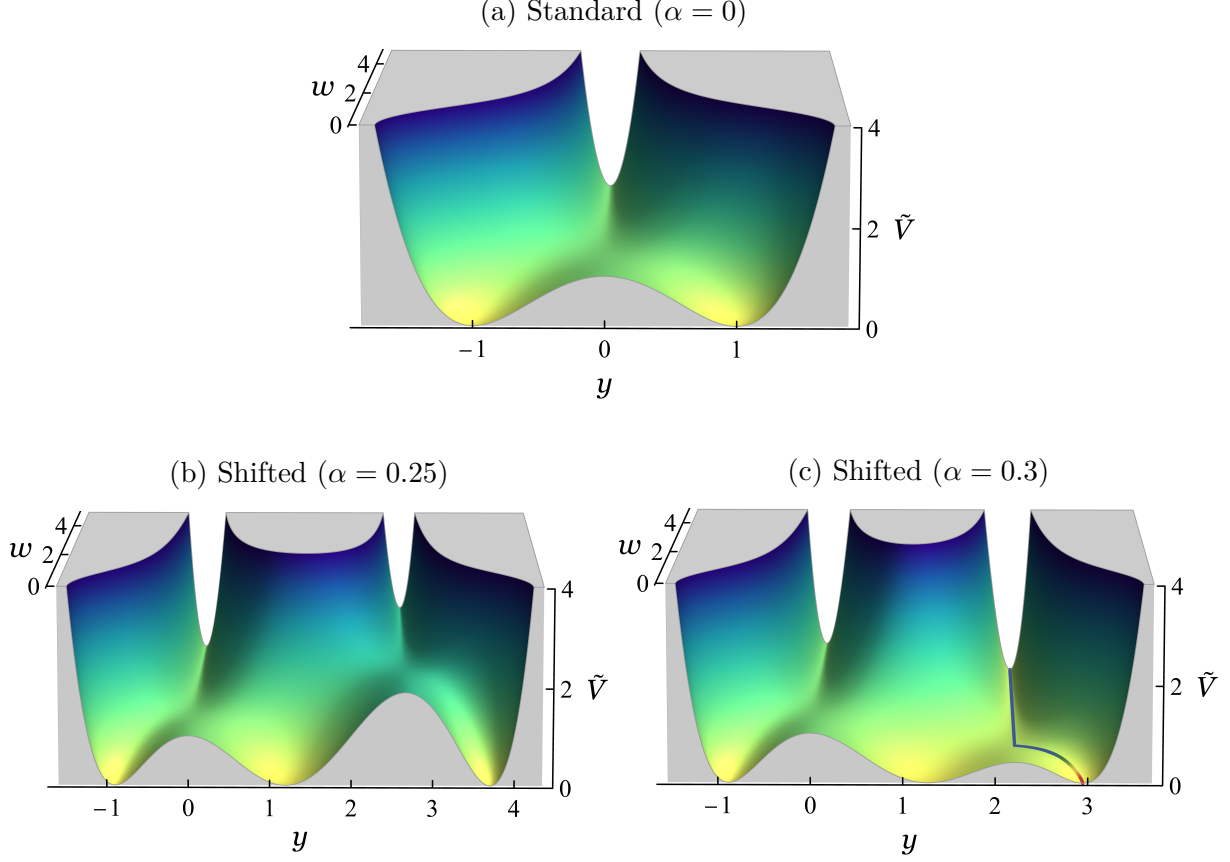 (a) Standard (α = 0)
4
w 2
0
4
2 Ṽ
0
−1 0 1
y
(b) Shifted (α = 0.25)
4
w 2
0
4
2 Ṽ
0
−1 0 1 2 3 4
y
(c) Shifted (α = 0.3)
4
w 2
0
4
2 Ṽ
0
−1 0 1 2 3
y